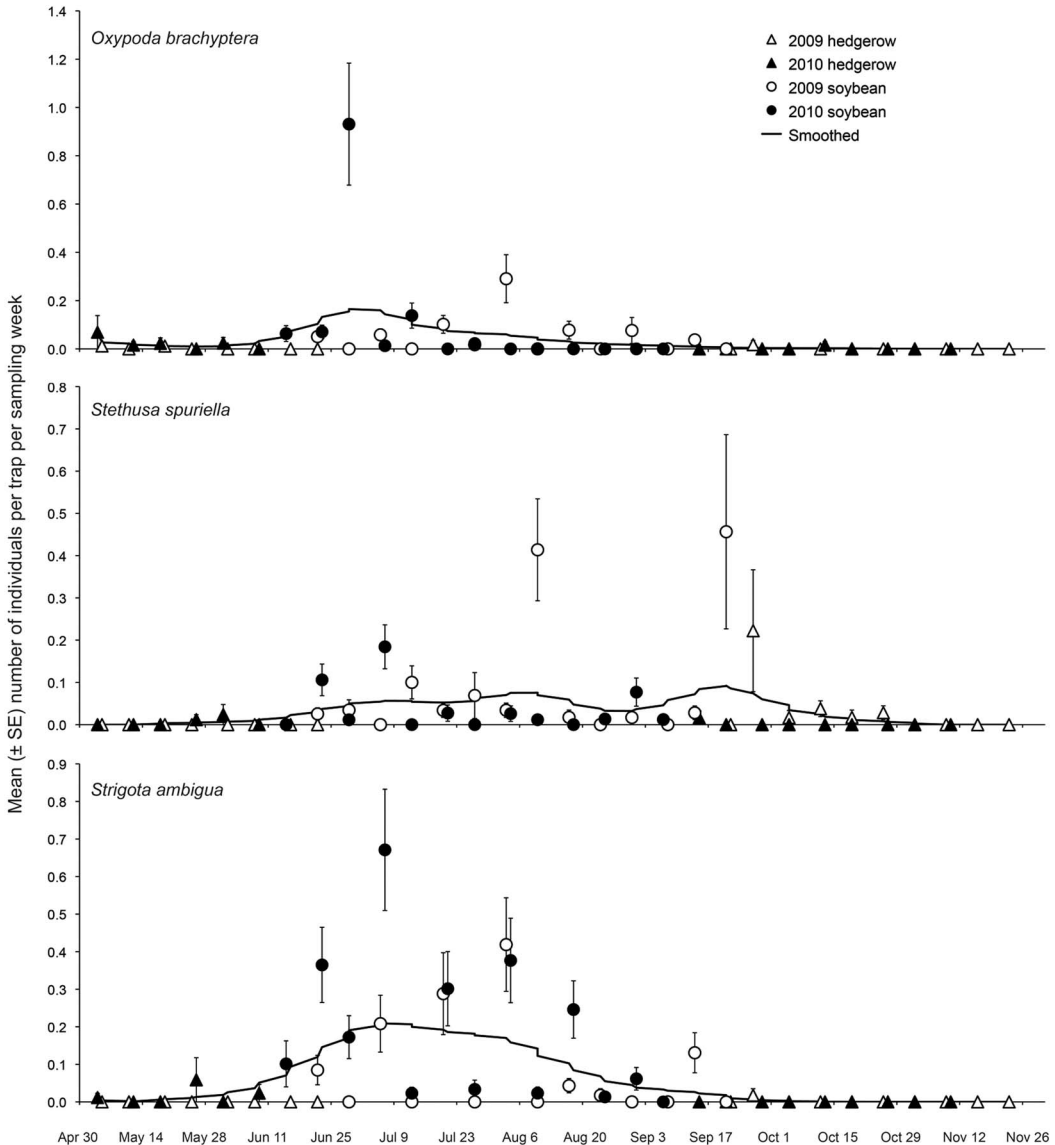 Oxypoda brachyptera
2009 hedgerow
2010 hedgerow
2009 soybean
2010 soybean
Smoothed
1.4
1.2
1.0
0.8
0.6
0.4
0.2
0.0
Mean (± SE) number of individuals per trap per sampling week
Stethusa spuriella
0.8
0.7
0.6
0.5
0.4
0.3
0.2
0.1
0.0
Strigota ambigua
0.9
0.8
0.7
0.6
0.5
0.4
0.3
0.2
0.1
0.0
Apr 30 May 14 May 28 Jun 11 Jun 25 Jul 9 Jul 23 Aug 6 Aug 20 Sep 3 Sep 17 Oct 1 Oct 15 Oct 29 Nov 12 Nov 26